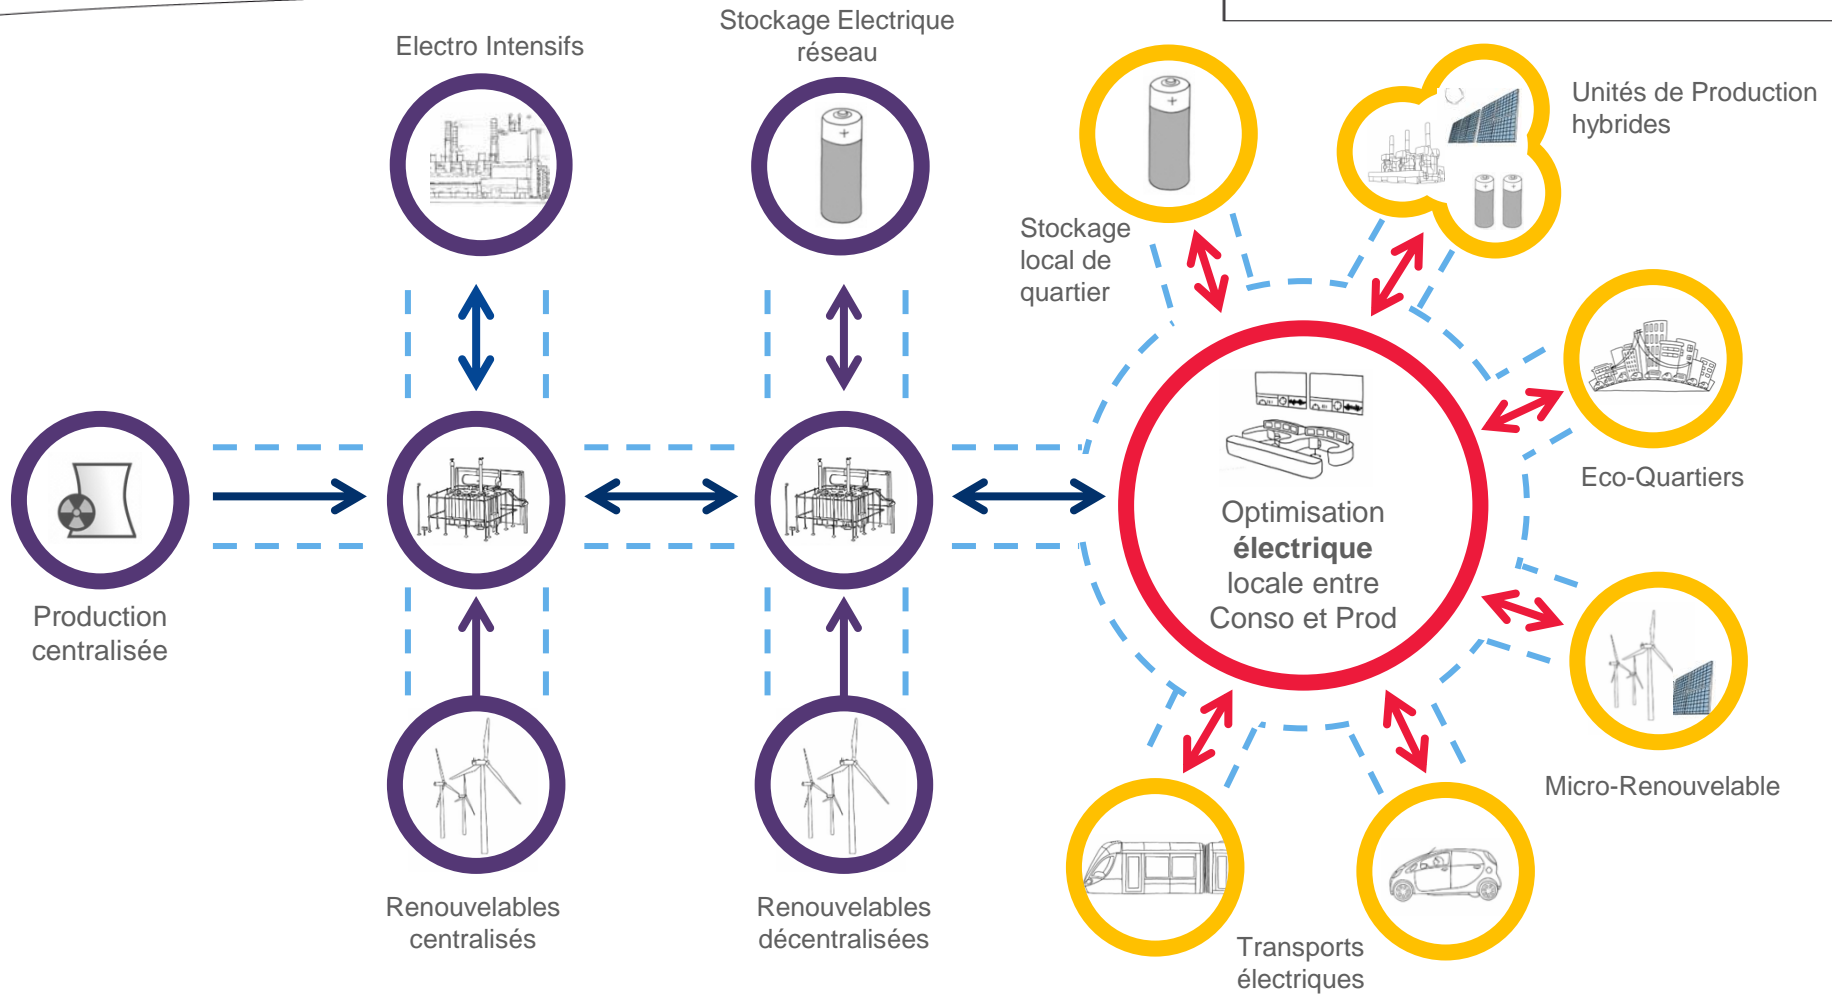 Electro Intensifs
Stockage Electrique
réseau
Unités de Production
hybrides
Stockage
local de
quartier
Eco-Quartiers
Optimisation
électrique
locale entre
Conso et Prod
Production
centralisée
Micro-Renouvelable
Renouvelables
centralisés
Renouvelables
décentralisées
Transports
électriques